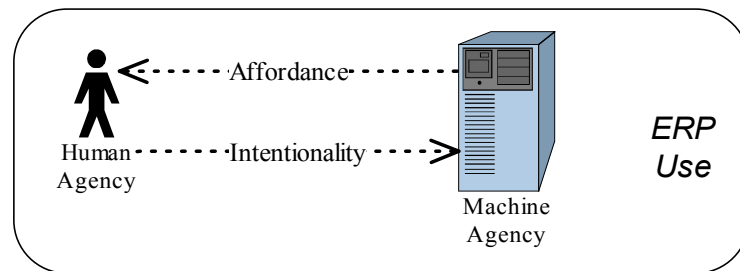 Affordance
Intentionality
Human
Agency
Machine
Agency
ERP
Use